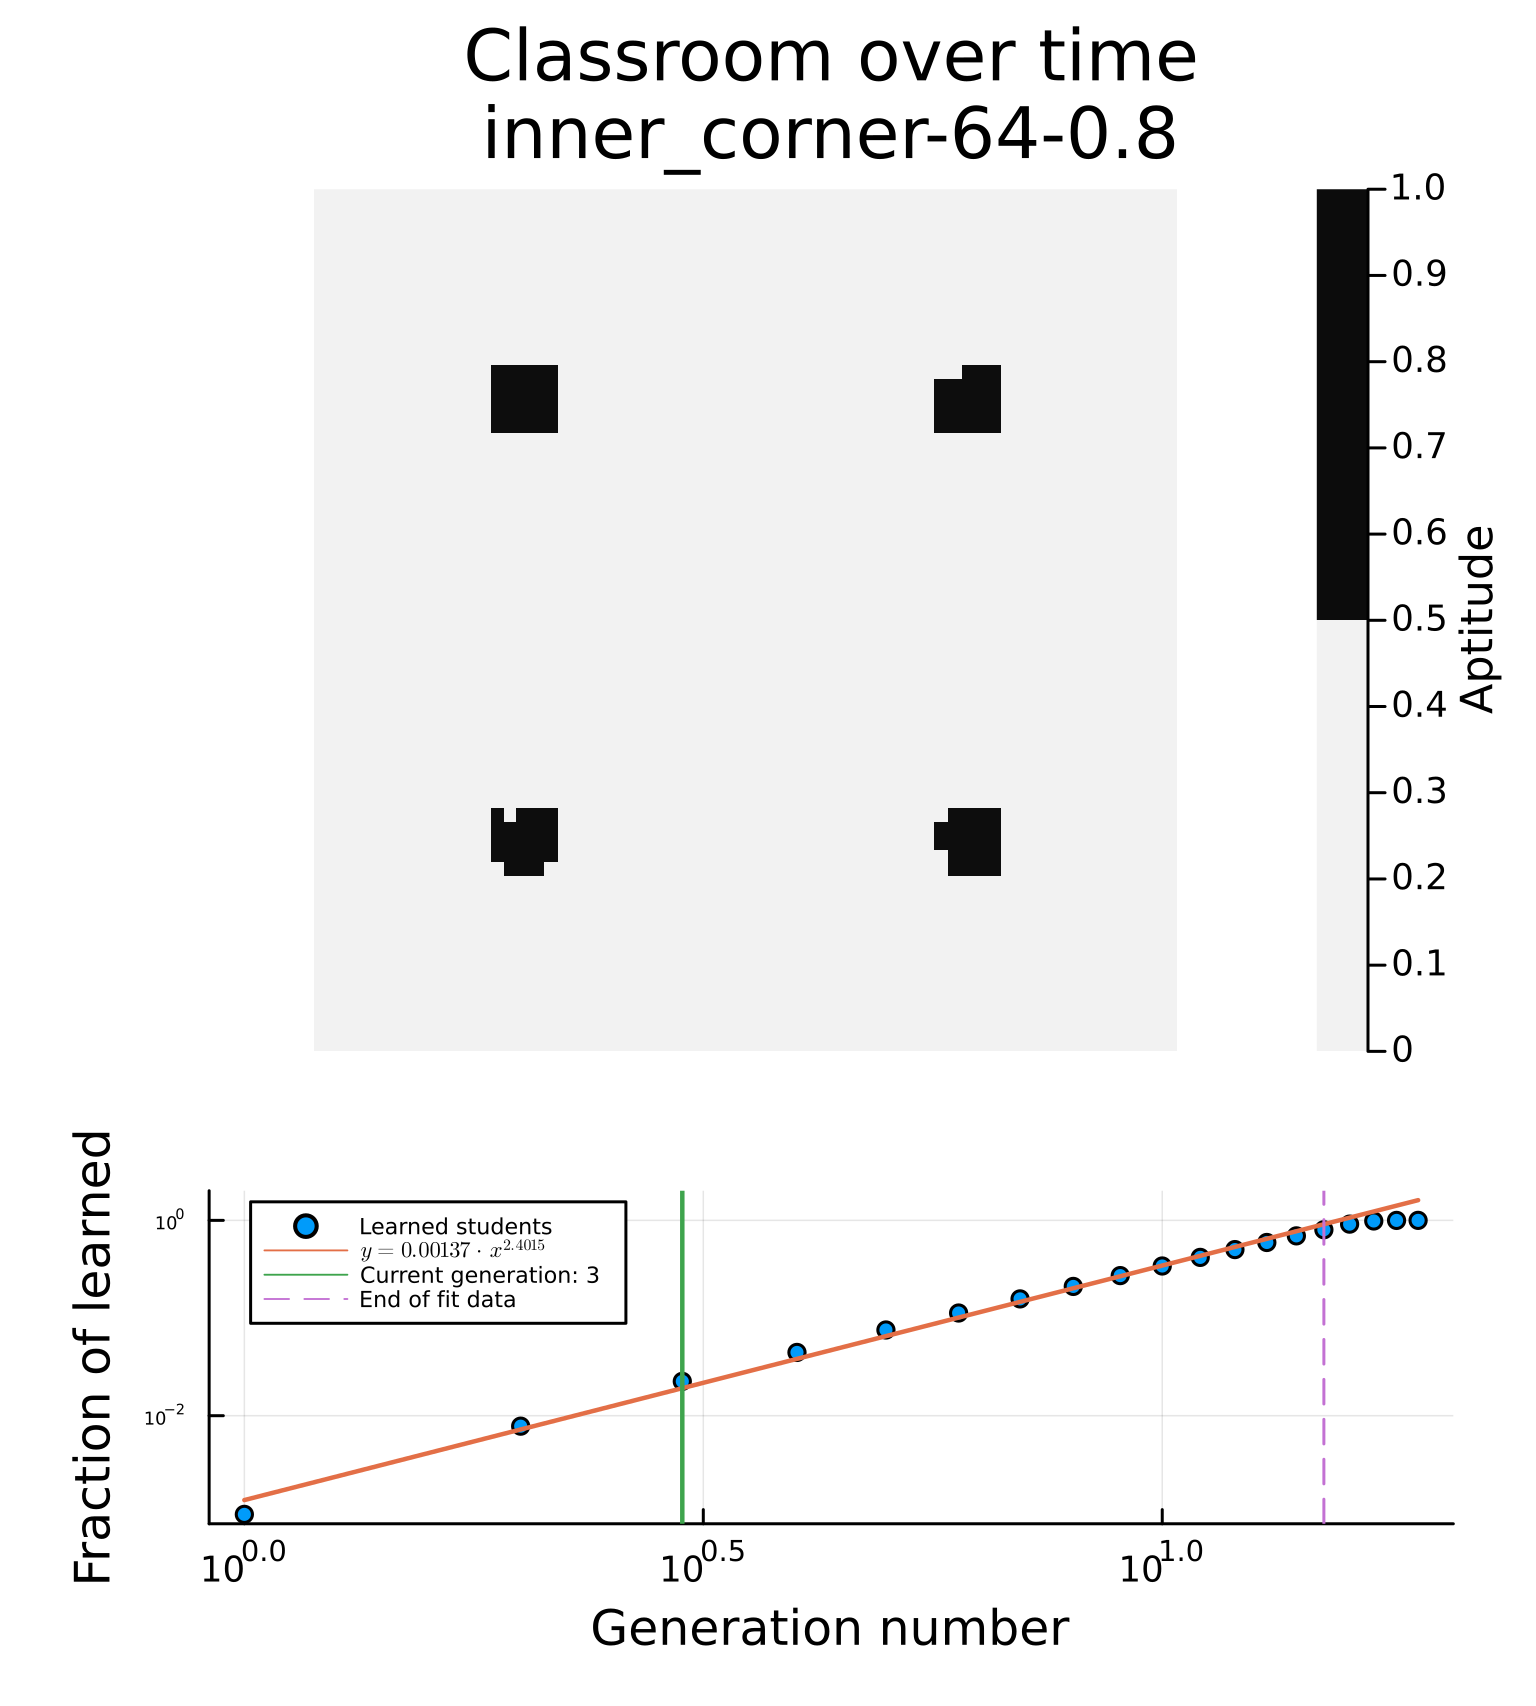 Classroom over time
inner_corner-64-0.8
1.0
0.9
0.8
0.7
0.6
0.5
0.4
0.3
0.2
0.1
0
Aptitude
Fraction of learned
10^0
10^−2
Learned students
y = 0.00137 · x^2.4015
Current generation: 3
End of fit data
10^0.0
10^0.5
10^1.0
Generation number